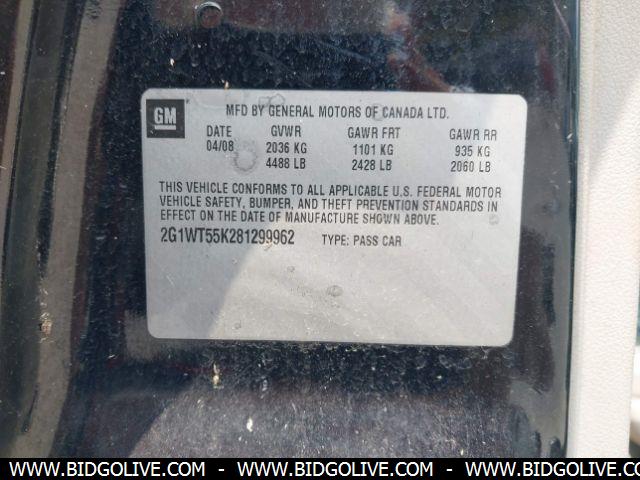 GM
MFD BY GENERAL MOTORS OF CANADA LTD.
DATE GVWR GAWR FRT GAWR RR
04/08 2036 KG 1101 KG 935 KG
4488 LB 2428 LB 2060 LB
THIS VEHICLE CONFORMS TO ALL APPLICABLE U.S. FEDERAL MOTOR
VEHICLE SAFETY, BUMPER, AND THEFT PREVENTION STANDARDS IN
EFFECT ON THE DATE OF MANUFACTURE SHOWN ABOVE.
2G1WT55K281299962 TYPE: PASS CAR
WWW.BIDGOLIVE.COM - WWW.BIDGOLIVE.COM - WWW.BIDGOLIVE.COM